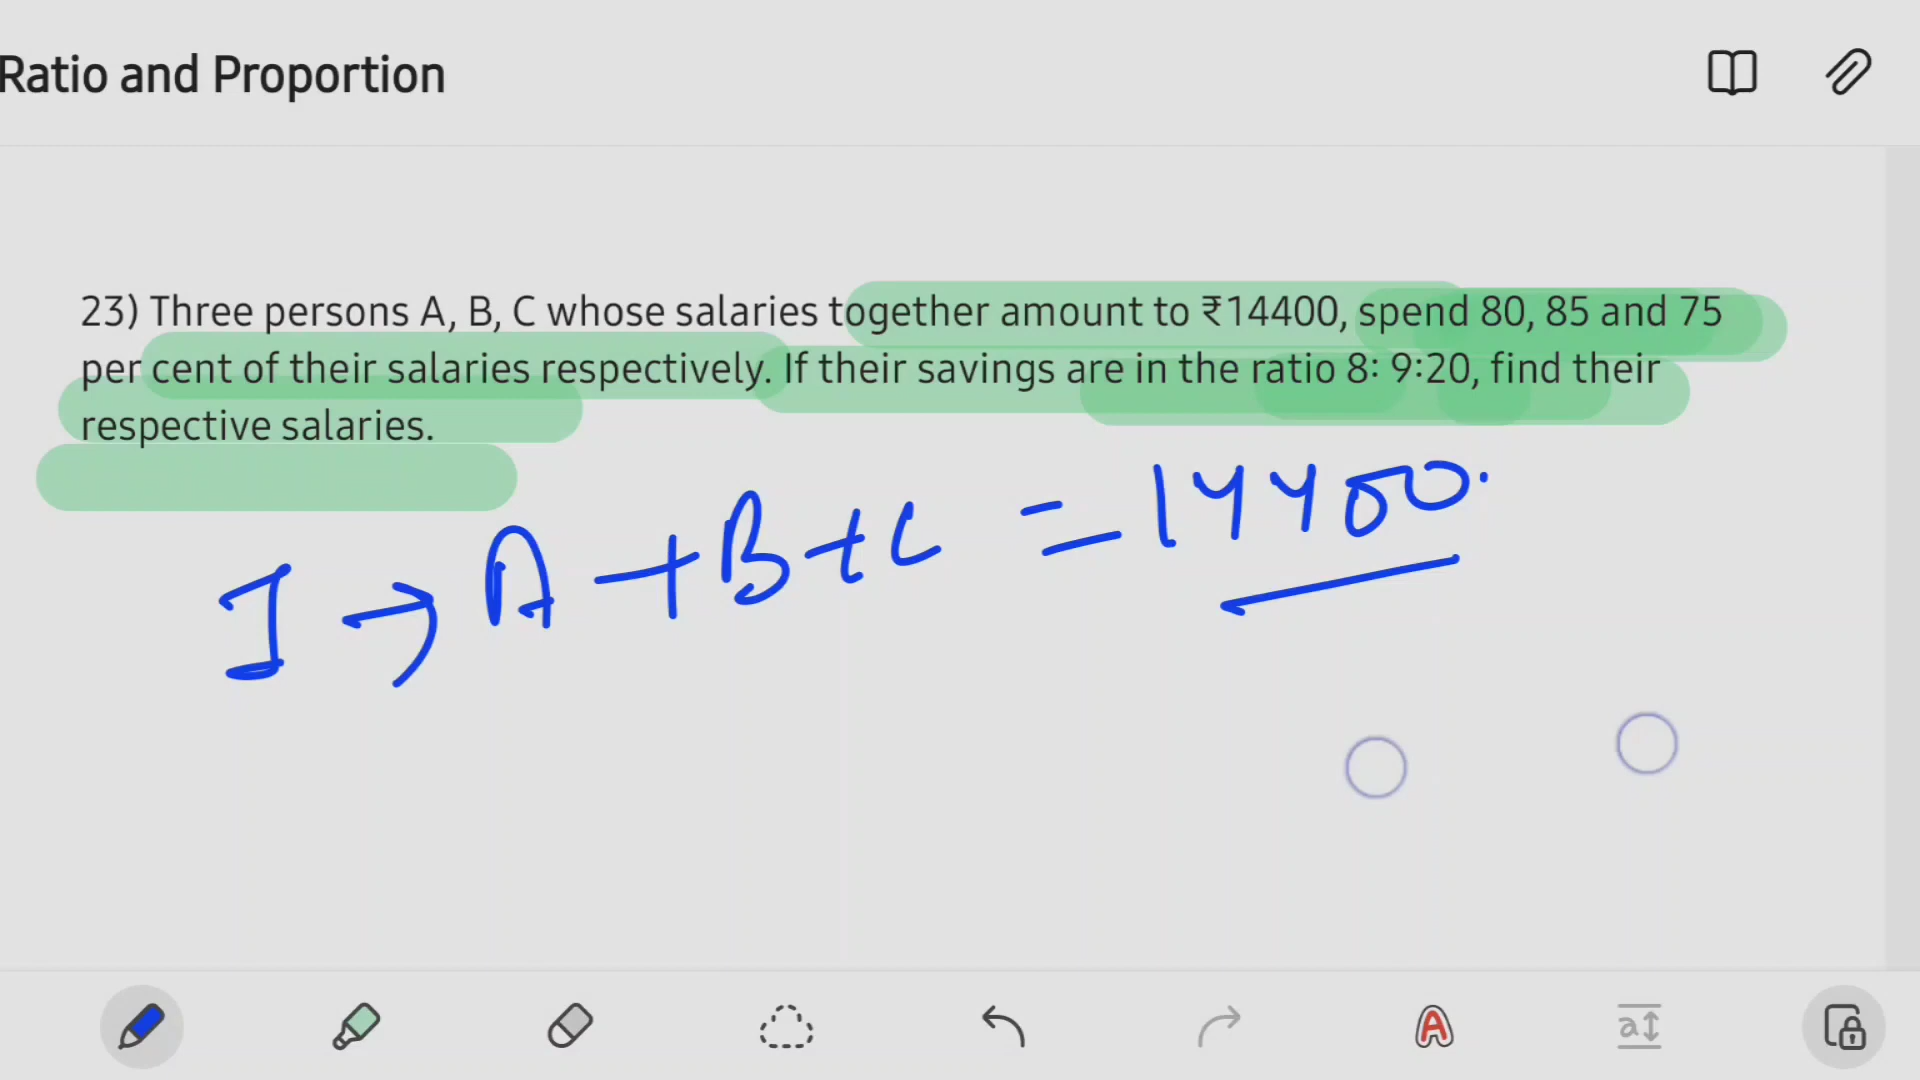 Ratio and Proportion
23) Three persons A, B, C whose salaries together amount to ₹14400, spend 80, 85 and 75
per cent of their salaries respectively. If their savings are in the ratio 8: 9:20, find their
respective salaries.
I → A + B + C = 14400.
A
a